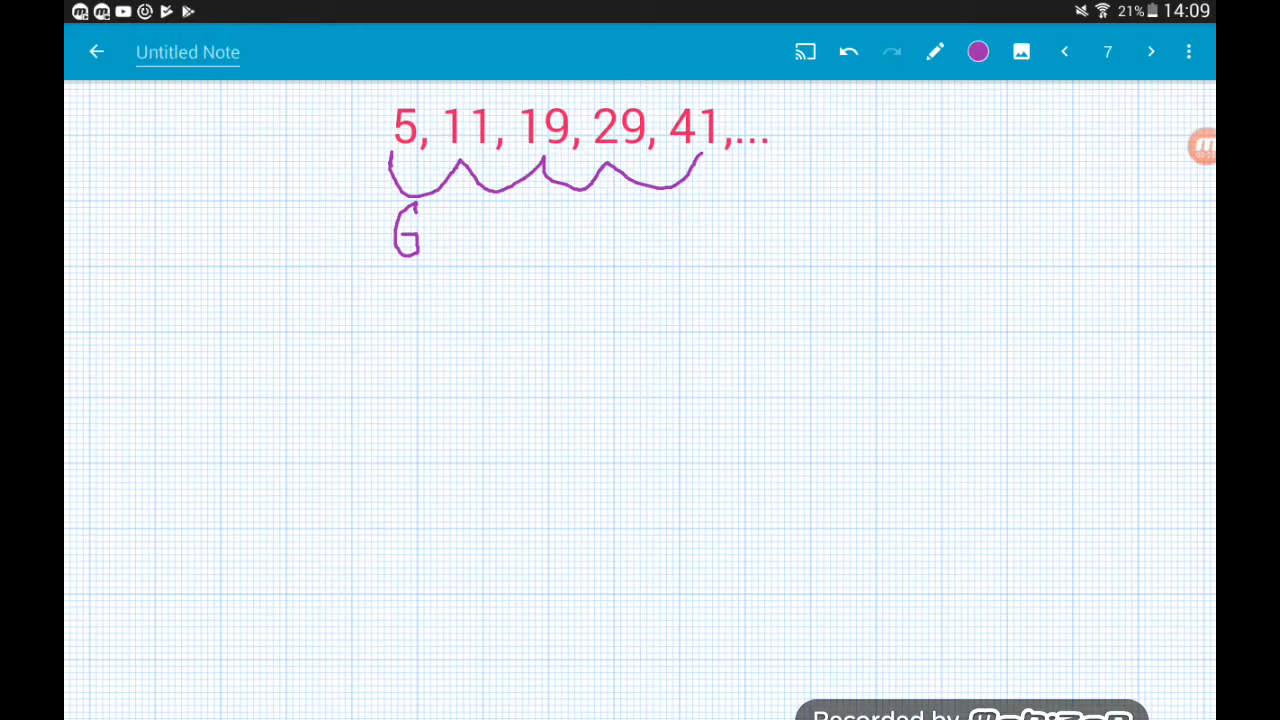 21% 14:09
Untitled Note 7
5, 11, 19, 29, 41,...
6
Recorded by